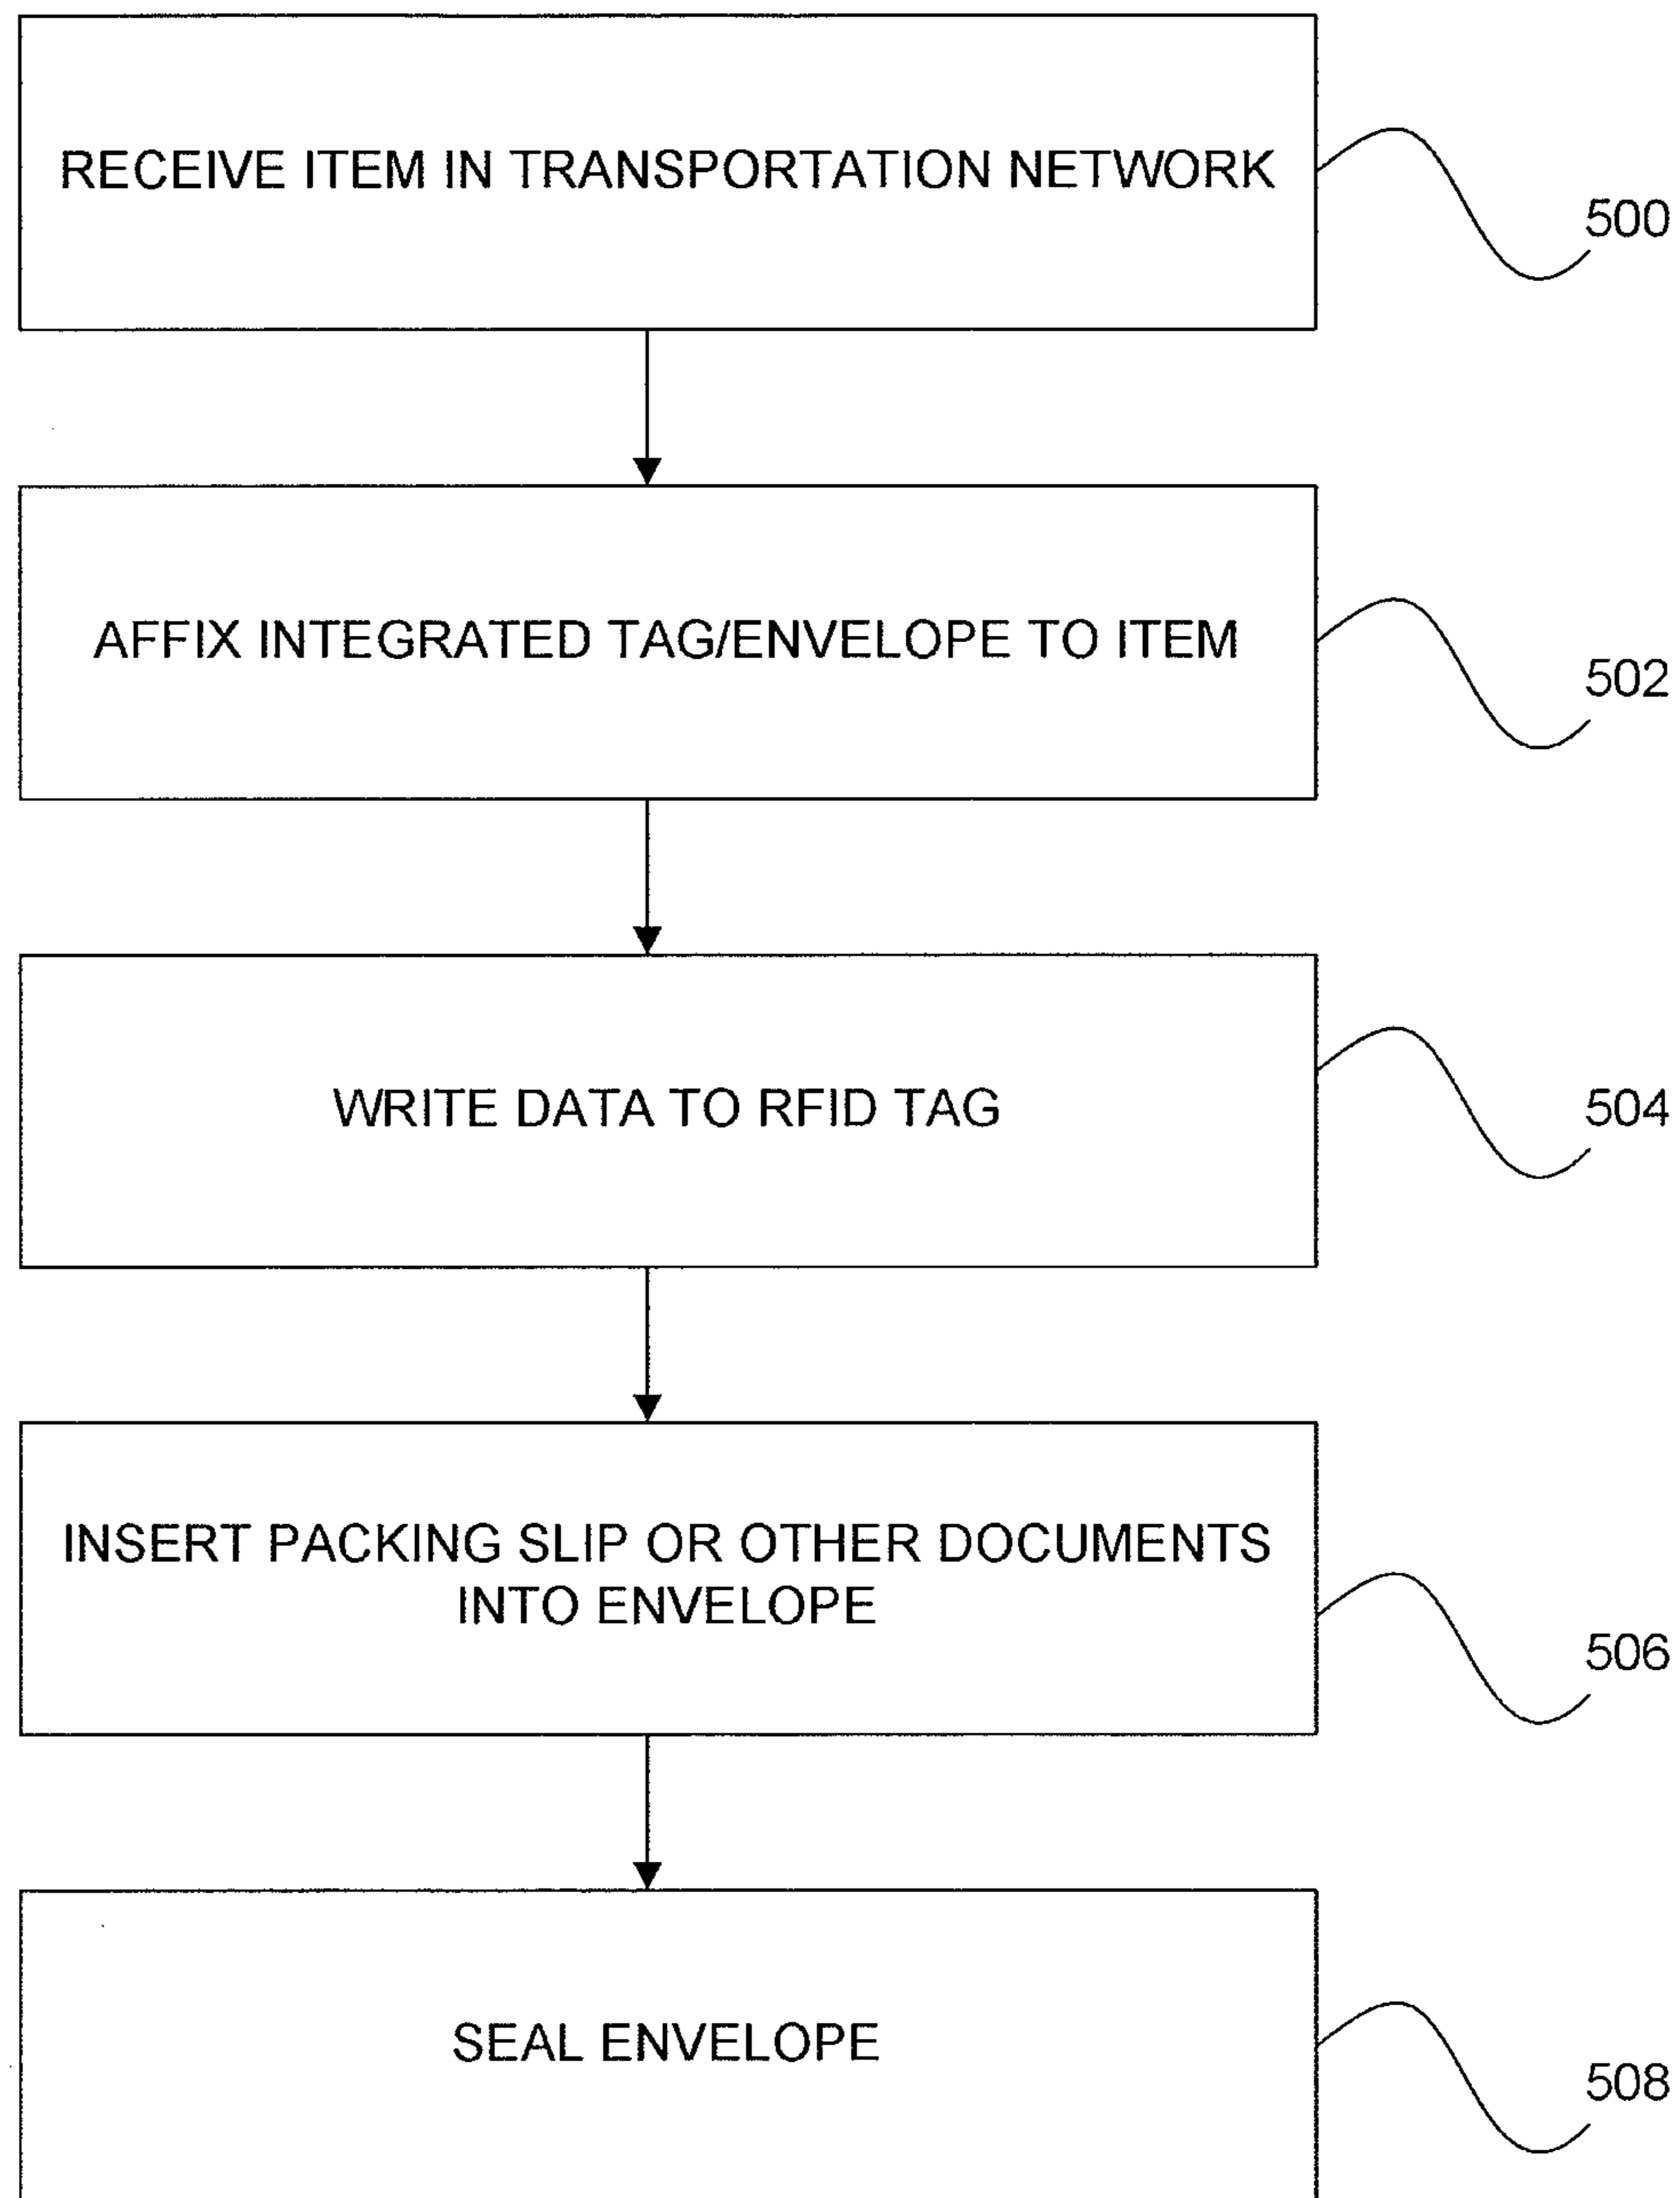 RECEIVE ITEM IN TRANSPORTATION NETWORK
500
AFFIX INTEGRATED TAG/ENVELOPE TO ITEM
502
WRITE DATA TO RFID TAG
504
INSERT PACKING SLIP OR OTHER DOCUMENTS
INTO ENVELOPE
506
SEAL ENVELOPE
508